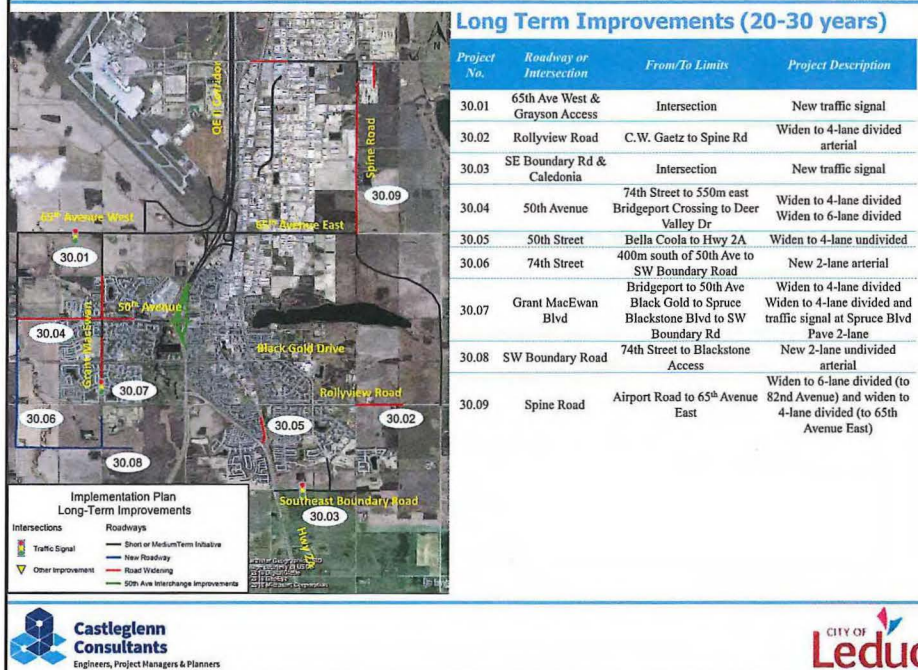 Long Term Improvements (20-30 years)
Project No.
Roadway or Intersection
From/To Limits
Project Description
30.01
65th Ave West &
Grayson Access
Intersection
New traffic signal
30.02
Rollyview Road
C.W. Gaetz to Spine Rd
Widen to 4-lane divided
arterial
30.03
SE Boundary Rd &
Caledonia
Intersection
New traffic signal
30.04
50th Avenue
74th Street to 550m east
Bridgeport Crossing to Deer
Valley Dr
Widen to 4-lane divided
Widen to 6-lane divided
30.05
50th Street
Bella Coola to Hwy 2A
Widen to 4-lane undivided
30.06
74th Street
400m south of 50th Ave to
SW Boundary Road
New 2-lane arterial
30.07
Grant MacEwan
Blvd
Bridgeport to 50th Ave
Black Gold to Spruce
Blackstone Blvd to SW
Boundary Rd
Widen to 4-lane divided
Widen to 4-lane divided and
traffic signal at Spruce Blvd
Pave 2-lane
30.08
SW Boundary Road
74th Street to Blackstone
Access
New 2-lane undivided
arterial
30.09
Spine Road
Airport Road to 65th Avenue
East
Widen to 6-lane divided (to
82nd Avenue) and widen to
4-lane divided (to 65th
Avenue East)
N
QE II Corridor
Spine Road
30.09
65th Avenue West
65th Avenue East
30.01
50th Avenue
30.04
Grant MacEwan
Black Gold Drive
30.07
Rollyview Road
30.06
30.05
30.02
30.08
Southeast Boundary Road
30.03
Hwy 2A
Implementation Plan
Long-Term Improvements
Intersections
Roadways
Traffic Signal
Other Improvement
Short or MediumTerm Initiative
New Roadway
Road Widening
50th Ave Interchange Improvements
Castleglenn
Consultants
Engineers, Project Managers & Planners
CITY OF
Leduc